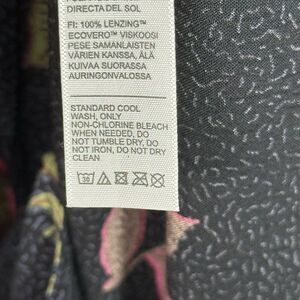 DIRECTA DEL SOL
FI: 100% LENZING™
ECOVERO™ VISKOOSI
PESE SAMANLAISTEN
VÄRIEN KANSSA, ÄLÄ
KUIVAA SUORASSA
AURINGONVALOSSA
STANDARD COOL
WASH, ONLY
NON-CHLORINE BLEACH
WHEN NEEDED, DO
NOT TUMBLE DRY, DO
NOT IRON, DO NOT DRY
CLEAN